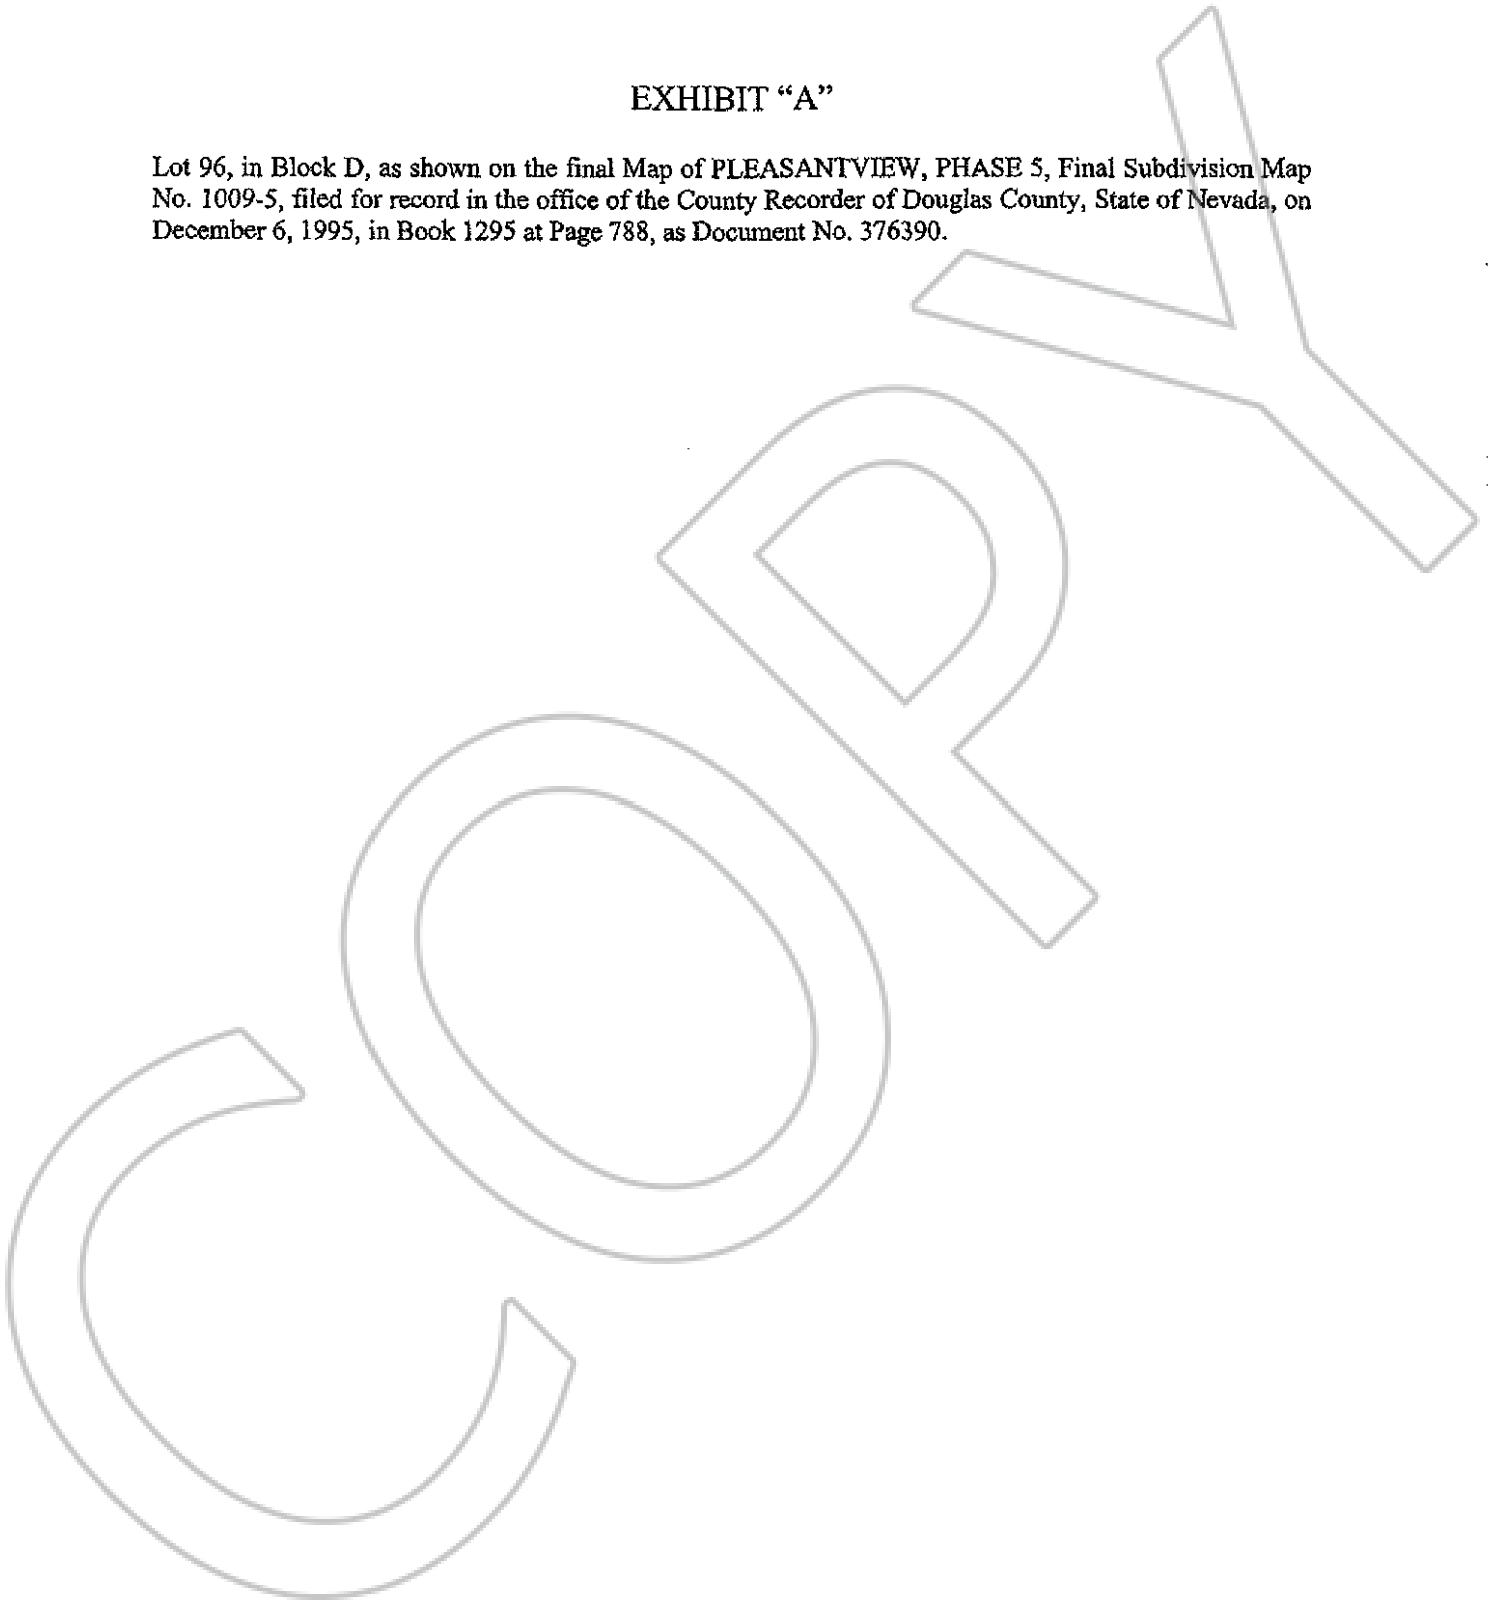 EXHIBIT “A”
Lot 96, in Block D, as shown on the final Map of PLEASANTVIEW, PHASE 5, Final Subdivision Map
No. 1009-5, filed for record in the office of the County Recorder of Douglas County, State of Nevada, on
December 6, 1995, in Book 1295 at Page 788, as Document No. 376390.
COPY